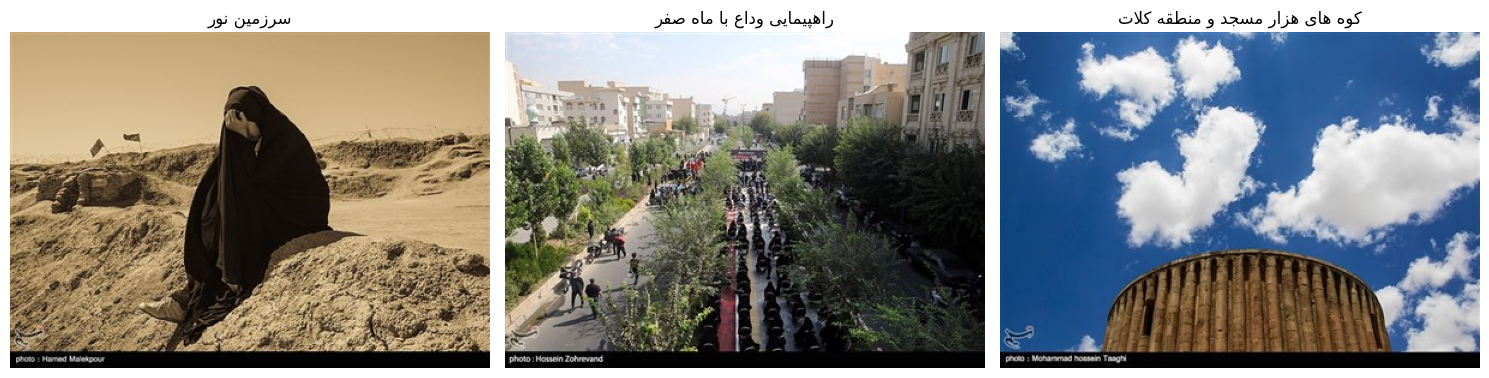 سرزمین نور
راهپیمایی وداع با ماه صفر
کوه های هزار مسجد و منطقه کلات
photo : Hamed Malekpour
photo : Hossein Zohrevand
photo : Mohammad hossein Taaghi